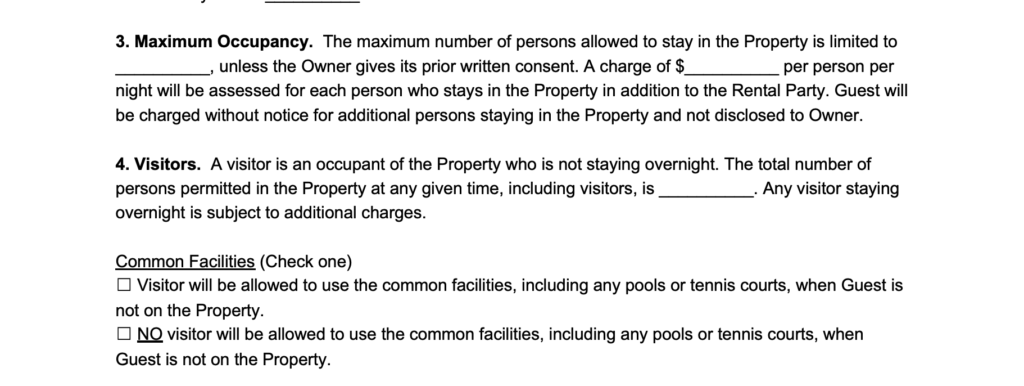 3. Maximum Occupancy. The maximum number of persons allowed to stay in the Property is limited to
__________, unless the Owner gives its prior written consent. A charge of $__________ per person per
night will be assessed for each person who stays in the Property in addition to the Rental Party. Guest will
be charged without notice for additional persons staying in the Property and not disclosed to Owner.
4. Visitors. A visitor is an occupant of the Property who is not staying overnight. The total number of
persons permitted in the Property at any given time, including visitors, is __________. Any visitor staying
overnight is subject to additional charges.
Common Facilities (Check one)
☐ Visitor will be allowed to use the common facilities, including any pools or tennis courts, when Guest is
not on the Property.
☐ NO visitor will be allowed to use the common facilities, including any pools or tennis courts, when
Guest is not on the Property.